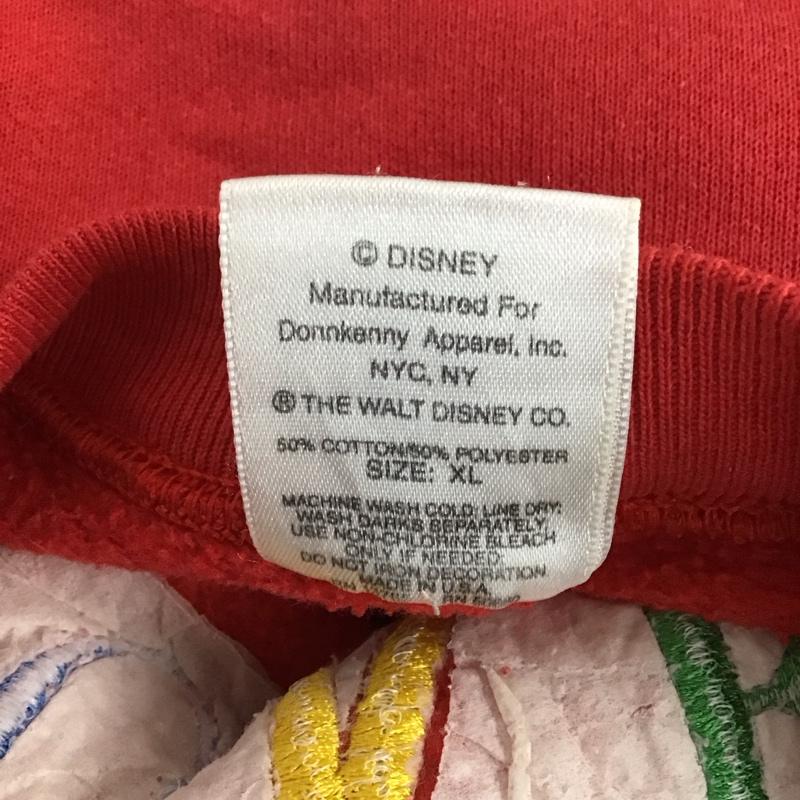 © DISNEY
Manufactured For
Donnkenny Apparel, Inc.
NYC, NY
® THE WALT DISNEY CO.
50% COTTON/50% POLYESTER
SIZE: XL
MACHINE WASH COLD. LINE DRY.
WASH DARKS SEPARATELY.
USE NON-CHLORINE BLEACH
ONLY IF NEEDED.
DO NOT IRON DECORATION
MADE IN